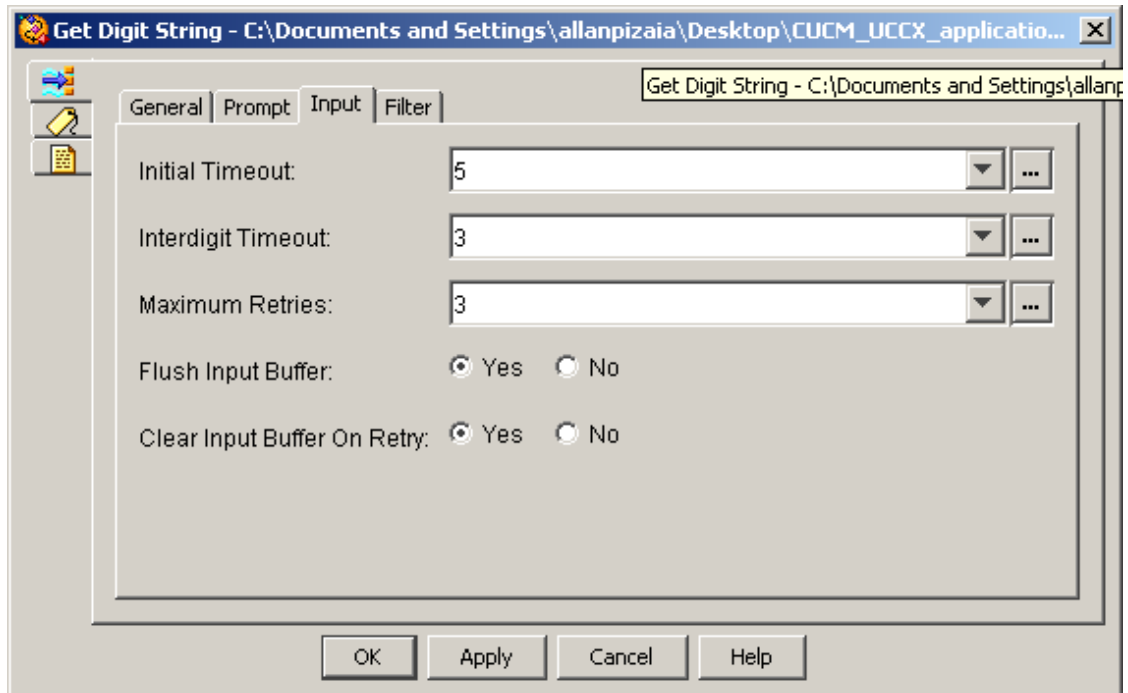 Get Digit String - C:\Documents and Settings\allanpizaia\Desktop\CUCM_UCCX_applicatio...
Get Digit String - C:\Documents and Settings\allanp
General Prompt Input Filter
Initial Timeout: 5 ...
Interdigit Timeout: 3 ...
Maximum Retries: 3 ...
Flush Input Buffer: Yes No
Clear Input Buffer On Retry: Yes No
OK Apply Cancel Help